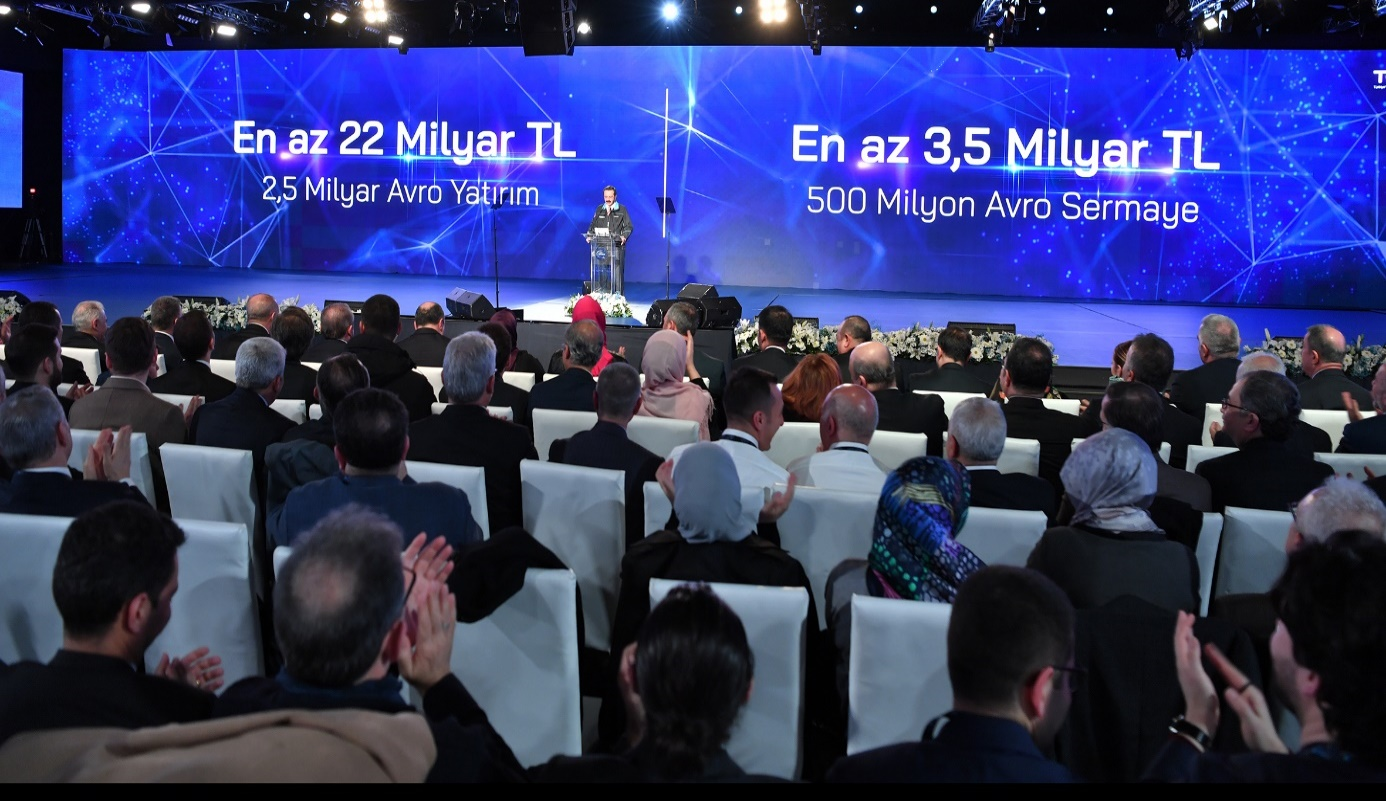 En az 22 Milyar TL
2,5 Milyar Avro Yatırım
En az 3,5 Milyar TL
500 Milyon Avro Sermaye